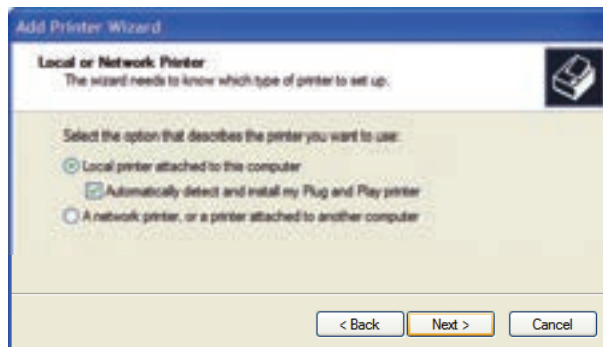 Add Printer Wizard
Local or Network Printer
The wizard needs to know which type of printer to set up.
Select the option that describes the printer you want to use:
Local printer attached to this computer
Automatically detect and install my Plug and Play printer
A network printer, or a printer attached to another computer
< Back Next > Cancel